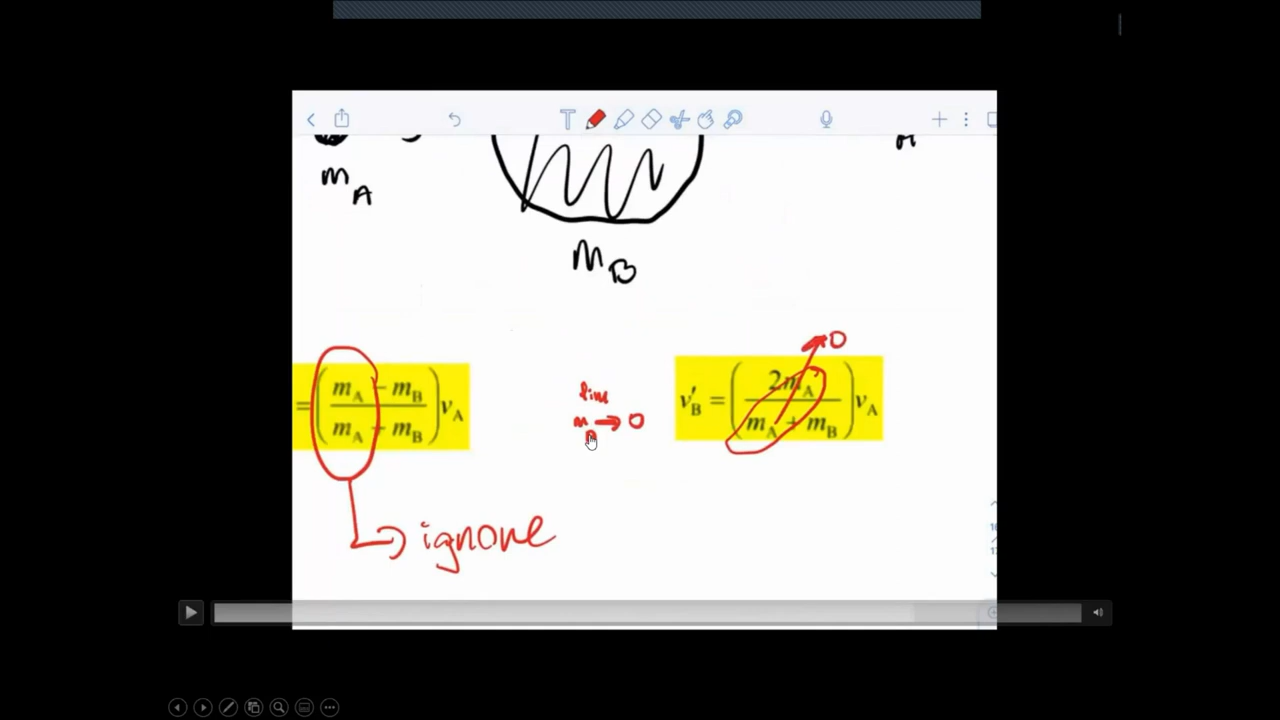 m_A
A
m_B
= ( m_A − m_B / m_A + m_B ) v_A
lim
m → 0
v'_B = ( 2m_A / m_A + m_B ) v_A
0
ignore